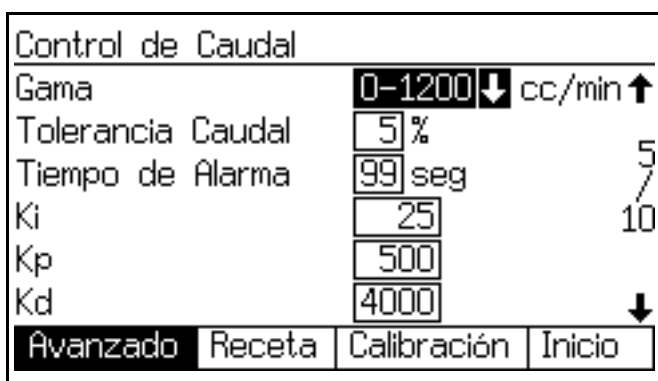 Control de Caudal
Gama 0-1200 cc/min
Tolerancia Caudal 5 %
Tiempo de Alarma 99 seg
5/10
Ki 25
Kp 500
Kd 4000
Avanzado Receta Calibración Inicio